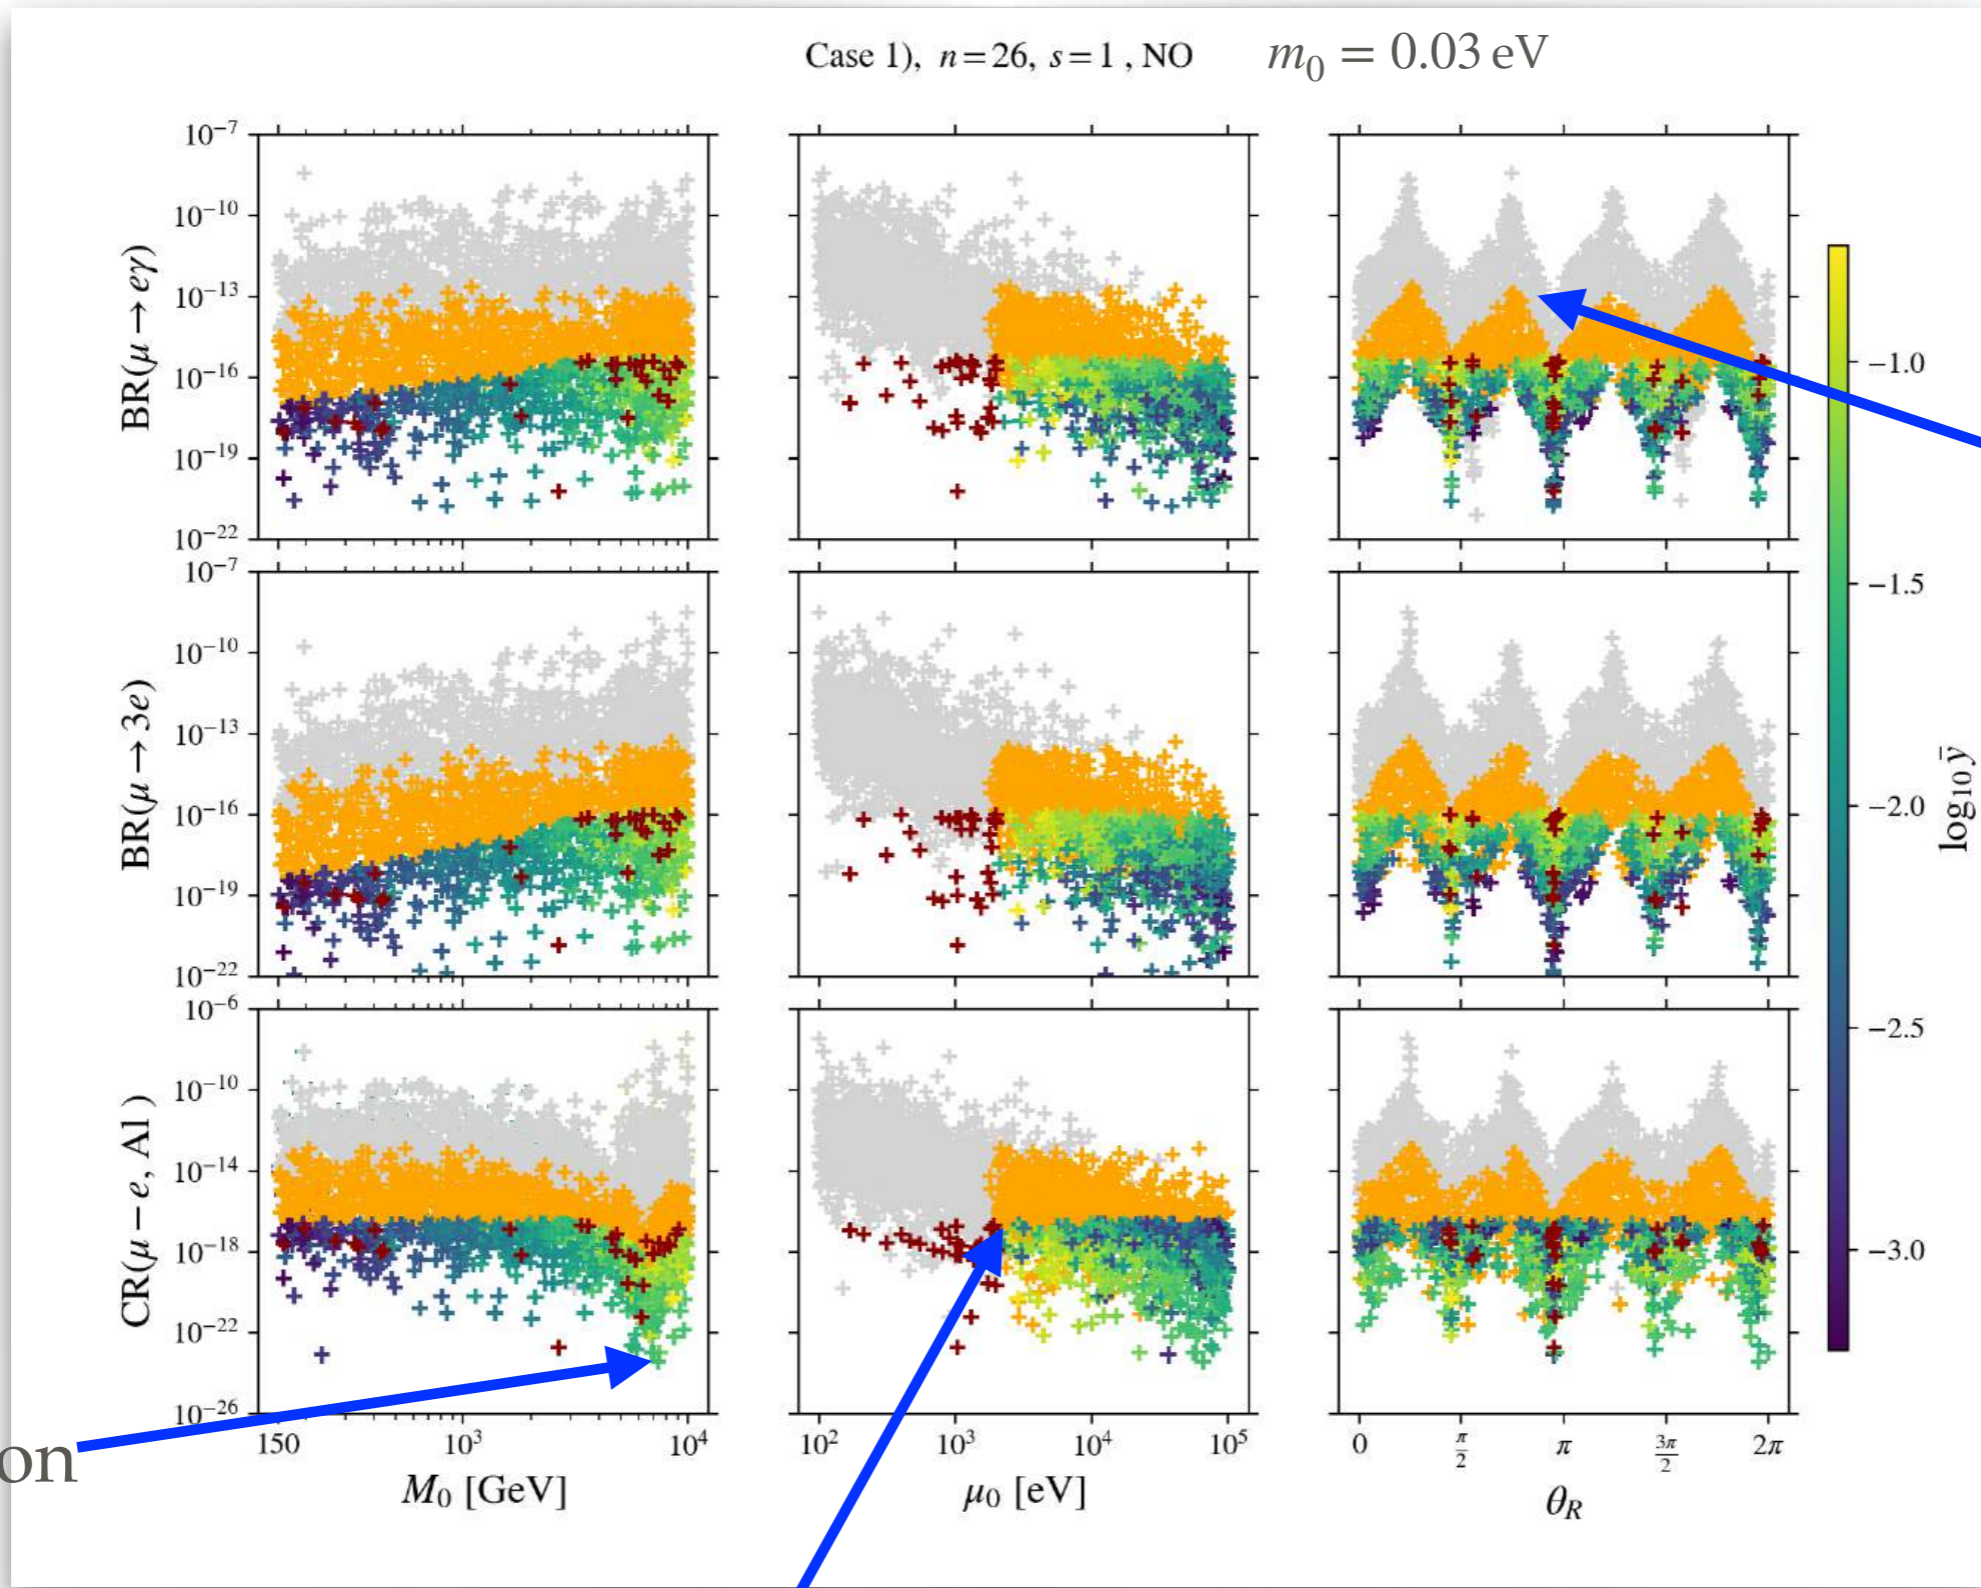 Case 1), n=26, s=1 , NO m₀ = 0.03 eV
BR(μ→eγ)
10⁻⁷
10⁻¹⁰
10⁻¹³
10⁻¹⁶
10⁻¹⁹
10⁻²²
BR(μ→3e)
10⁻⁷
10⁻¹⁰
10⁻¹³
10⁻¹⁶
10⁻¹⁹
10⁻²²
CR(μ−e, Al)
10⁻⁶
10⁻¹⁰
10⁻¹⁴
10⁻¹⁸
10⁻²²
10⁻²⁶
150 10³ 10⁴
M₀ [GeV]
10² 10³ 10⁴ 10⁵
μ₀ [eV]
0 π/2 π 3π/2 2π
θ_R
−1.0
−1.5
−2.0
−2.5
−3.0
log₁₀ ȳ
on